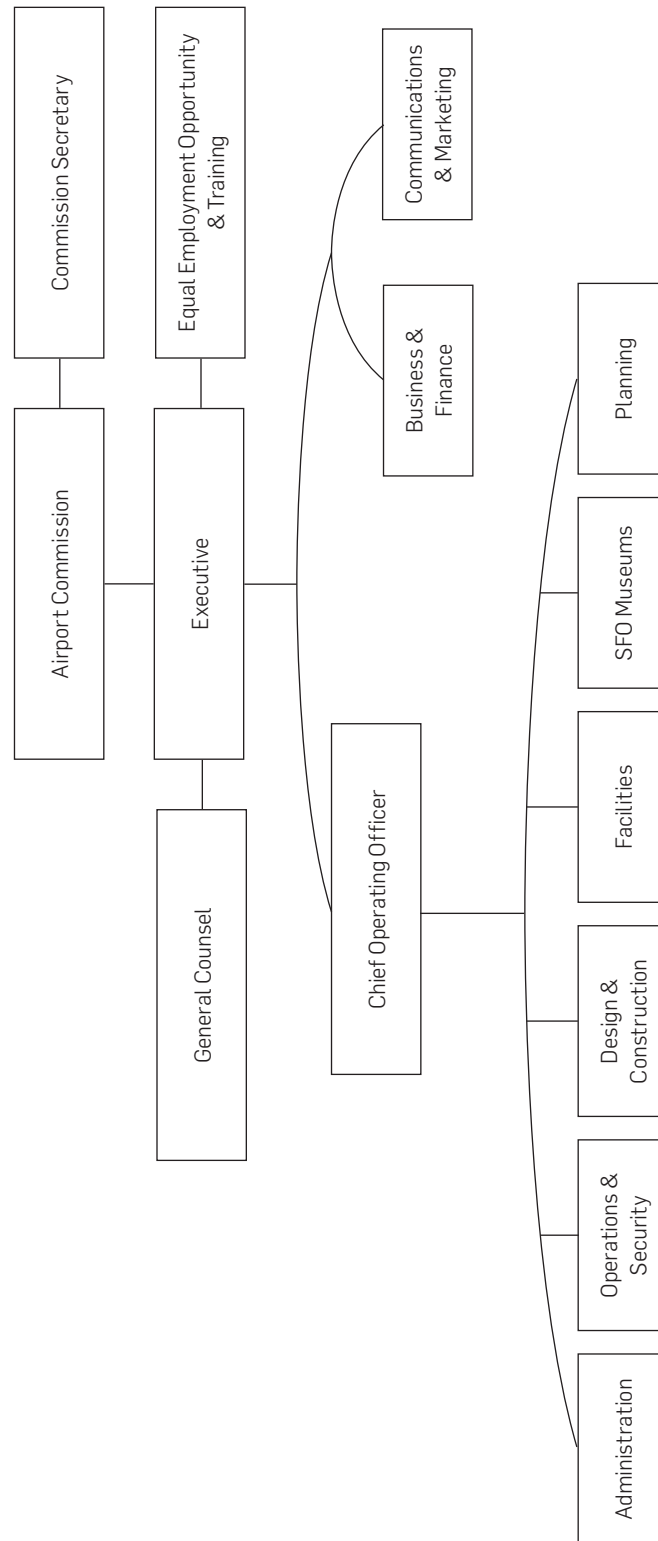 Airport Commission
Commission Secretary
General Counsel
Executive
Equal Employment Opportunity
& Training
Chief Operating Officer
Business &
Finance
Communications
& Marketing
Administration
Operations &
Security
Design &
Construction
Facilities
SFO Museums
Planning